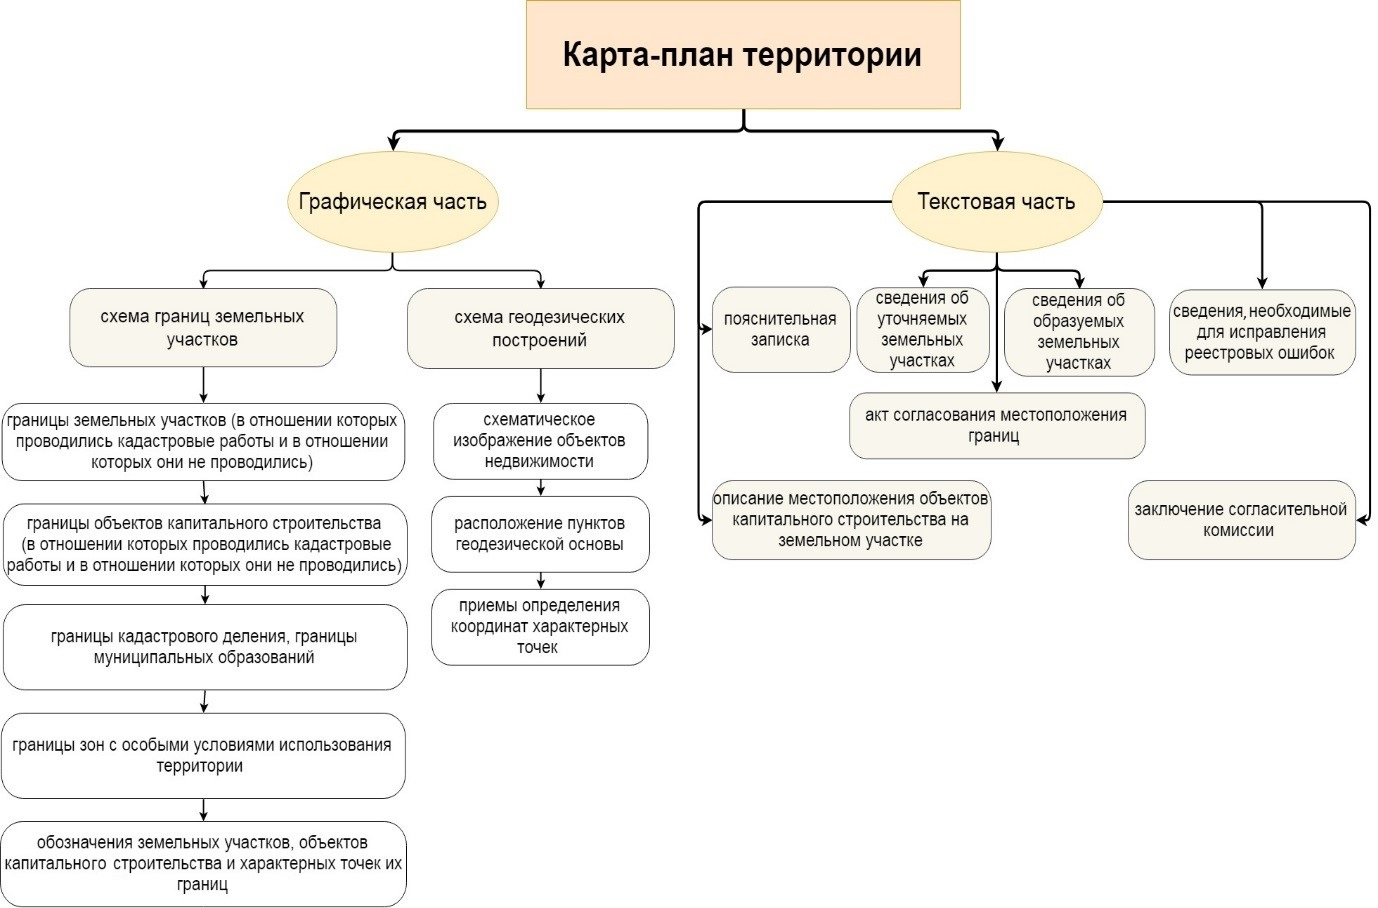 Карта-план территории
Графическая часть
Текстовая часть
схема границ земельных
участков
схема геодезических
построений
пояснительная
записка
сведения об
уточняемых
земельных
участках
сведения об
образуемых
земельных
участках
сведения, необходимые
для исправления
реестровых ошибок
границы земельных участков (в отношении которых
проводились кадастровые работы и в отношении
которых они не проводились)
схематическое
изображение объектов
недвижимости
акт согласования местоположения
границ
границы объектов капитального строительства
(в отношении которых проводились кадастровые
работы и в отношении которых они не проводились)
расположение пунктов
геодезической основы
описание местоположения объектов
капитального строительства на
земельном участке
заключение согласительной
комиссии
границы кадастрового деления, границы
муниципальных образований
приемы определения
координат характерных
точек
границы зон с особыми условиями использования
территории
обозначения земельных участков, объектов
капитального строительства и характерных точек их
границ